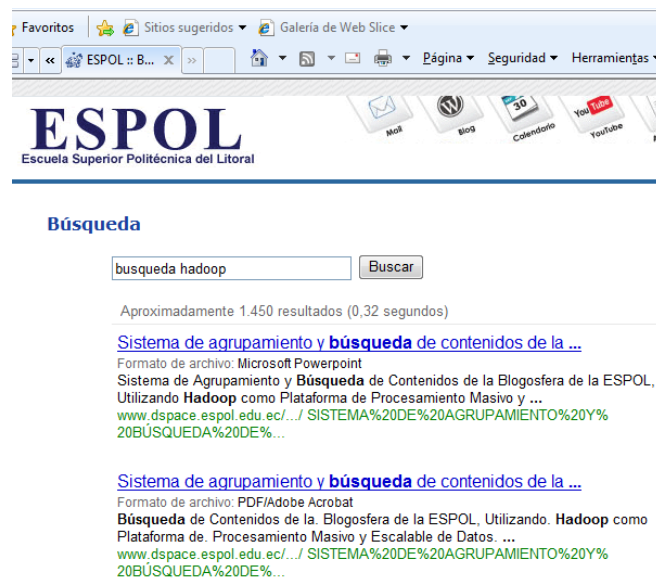 Favoritos Sitios sugeridos ▾ Galería de Web Slice ▾
« ESPOL :: B... X » Página ▾ Seguridad ▾ Herramientas
ESPOL
Escuela Superior Politécnica del Litoral
Mail Blog 30 Calendario You Tube YouTube
Búsqueda
busqueda hadoop Buscar
Aproximadamente 1.450 resultados (0,32 segundos)
Sistema de agrupamiento y búsqueda de contenidos de la ...
Formato de archivo: Microsoft Powerpoint
Sistema de Agrupamiento y Búsqueda de Contenidos de la Blogosfera de la ESPOL,
Utilizando Hadoop como Plataforma de Procesamiento Masivo y ...
www.dspace.espol.edu.ec/.../ SISTEMA%20DE%20AGRUPAMIENTO%20Y%
20BÚSQUEDA%20DE%...
Sistema de agrupamiento y búsqueda de contenidos de la ...
Formato de archivo: PDF/Adobe Acrobat
Búsqueda de Contenidos de la. Blogosfera de la ESPOL, Utilizando. Hadoop como
Plataforma de. Procesamiento Masivo y Escalable de Datos. ...
www.dspace.espol.edu.ec/.../ SISTEMA%20DE%20AGRUPAMIENTO%20Y%
20BÚSQUEDA%20DE%...